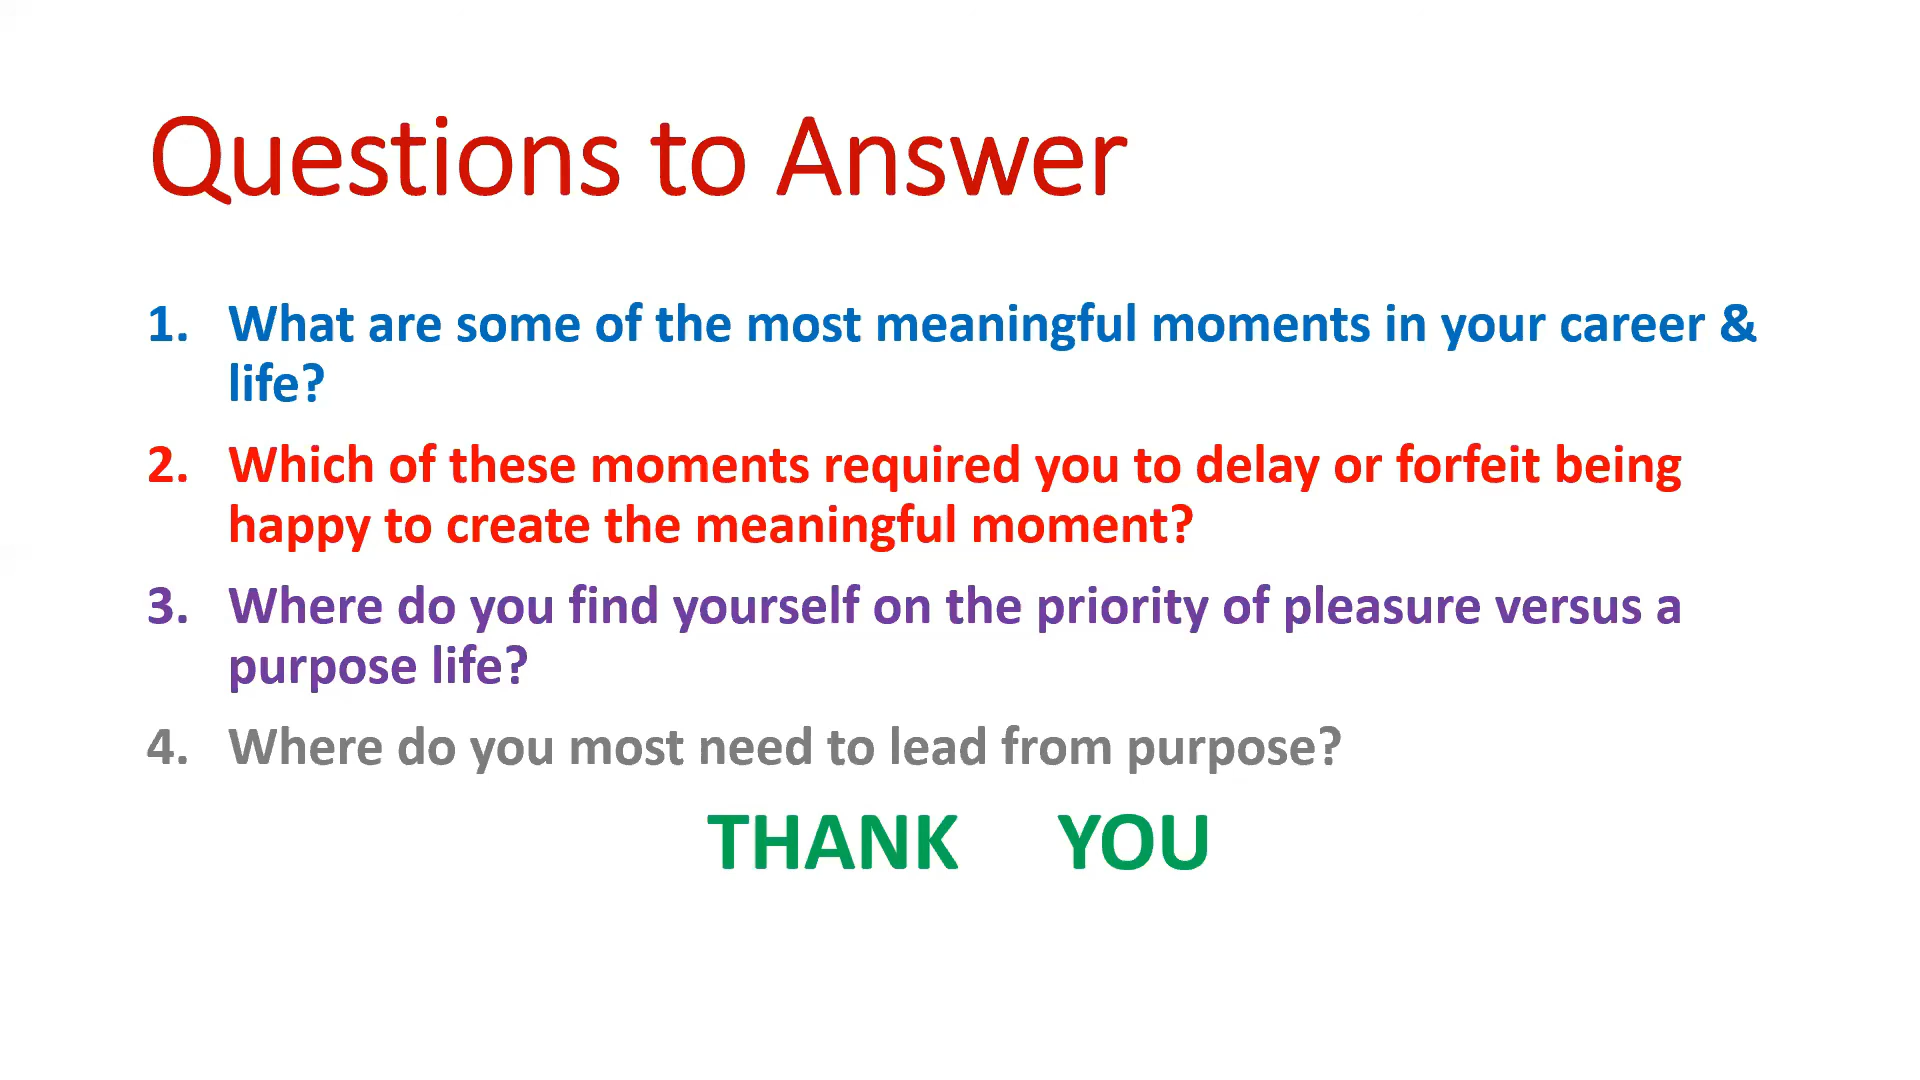 Questions to Answer
1. What are some of the most meaningful moments in your career &
life?
2. Which of these moments required you to delay or forfeit being
happy to create the meaningful moment?
3. Where do you find yourself on the priority of pleasure versus a
purpose life?
4. Where do you most need to lead from purpose?
THANK YOU